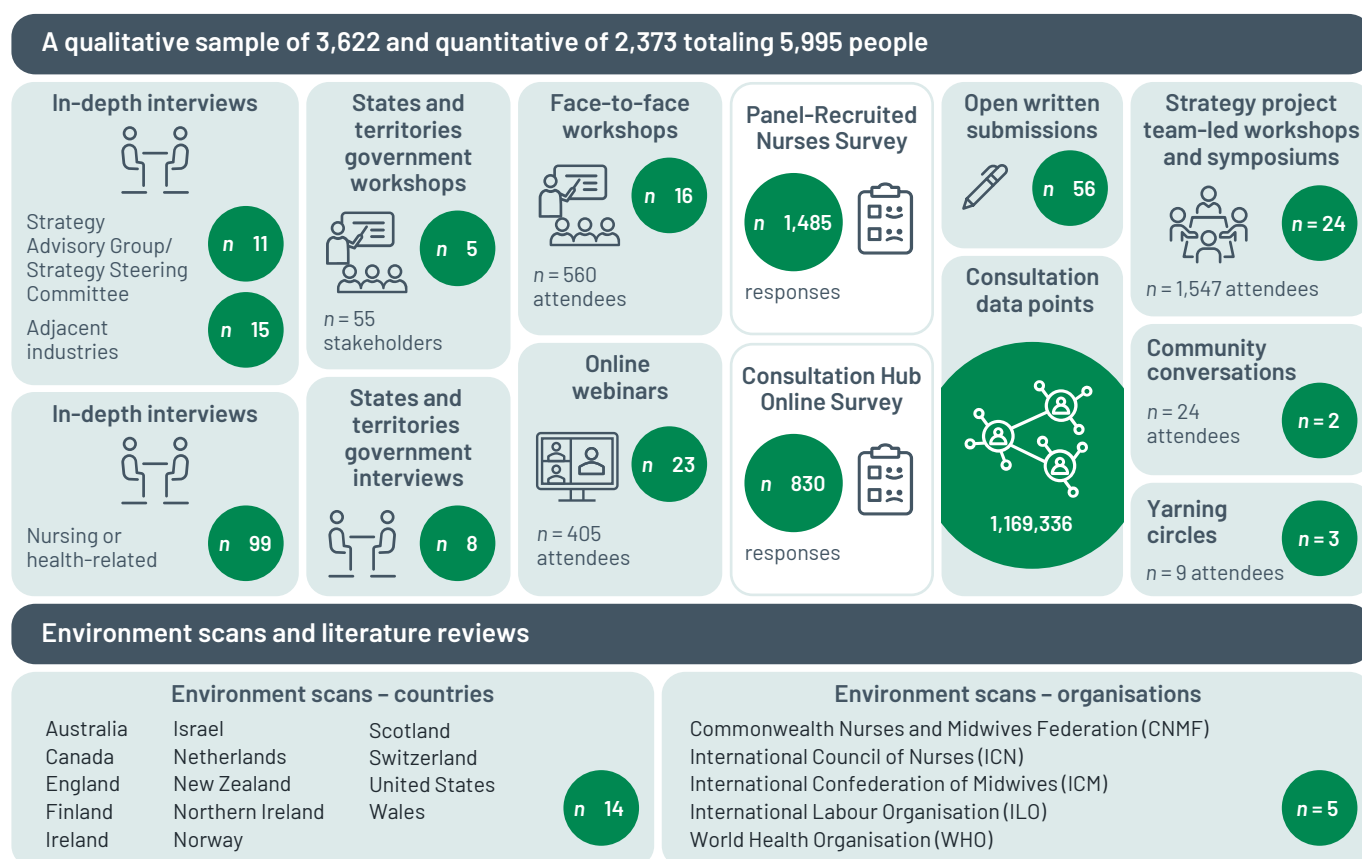 A qualitative sample of 3,622 and quantitative of 2,373 totaling 5,995 people
In-depth interviews
Strategy
Advisory Group/
Strategy Steering
Committee
n 11
Adjacent
industries
n 15
In-depth interviews
Nursing or
health-related
n 99
States and
territories
government
workshops
n 5
n = 55
stakeholders
States and
territories
government
interviews
n 8
Face-to-face
workshops
n 16
n = 560
attendees
Online
webinars
n 23
n = 405
attendees
Panel-Recruited
Nurses Survey
n 1,485
responses
Consultation Hub
Online Survey
n 830
responses
Open written
submissions
n 56
Consultation
data points
1,169,336
Strategy project
team-led workshops
and symposiums
n = 24
n = 1,547 attendees
Community
conversations
n = 24
attendees
n = 2
Yarning
circles
n = 3
n = 9 attendees
Environment scans and literature reviews
Environment scans – countries
Australia
Canada
England
Finland
Ireland
Israel
Netherlands
New Zealand
Northern Ireland
Norway
Scotland
Switzerland
United States
Wales
n 14
Environment scans – organisations
Commonwealth Nurses and Midwives Federation (CNMF)
International Council of Nurses (ICN)
International Confederation of Midwives (ICM)
International Labour Organisation (ILO)
World Health Organisation (WHO)
n = 5